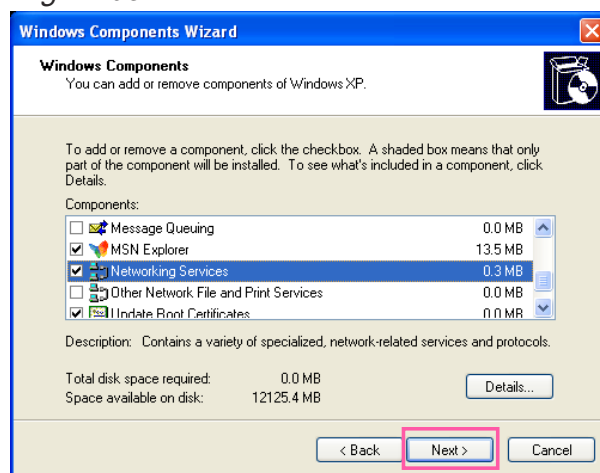 Windows Components Wizard
Windows Components
You can add or remove components of Windows XP.
To add or remove a component, click the checkbox. A shaded box means that only
part of the component will be installed. To see what's included in a component, click
Details.
Components:
Message Queuing 0.0 MB
MSN Explorer 13.5 MB
Networking Services 0.3 MB
Other Network File and Print Services 0.0 MB
Update Root Certificates 0.0 MB
Description: Contains a variety of specialized, network-related services and protocols.
Total disk space required: 0.0 MB
Space available on disk: 12125.4 MB
Details...
< Back Next > Cancel